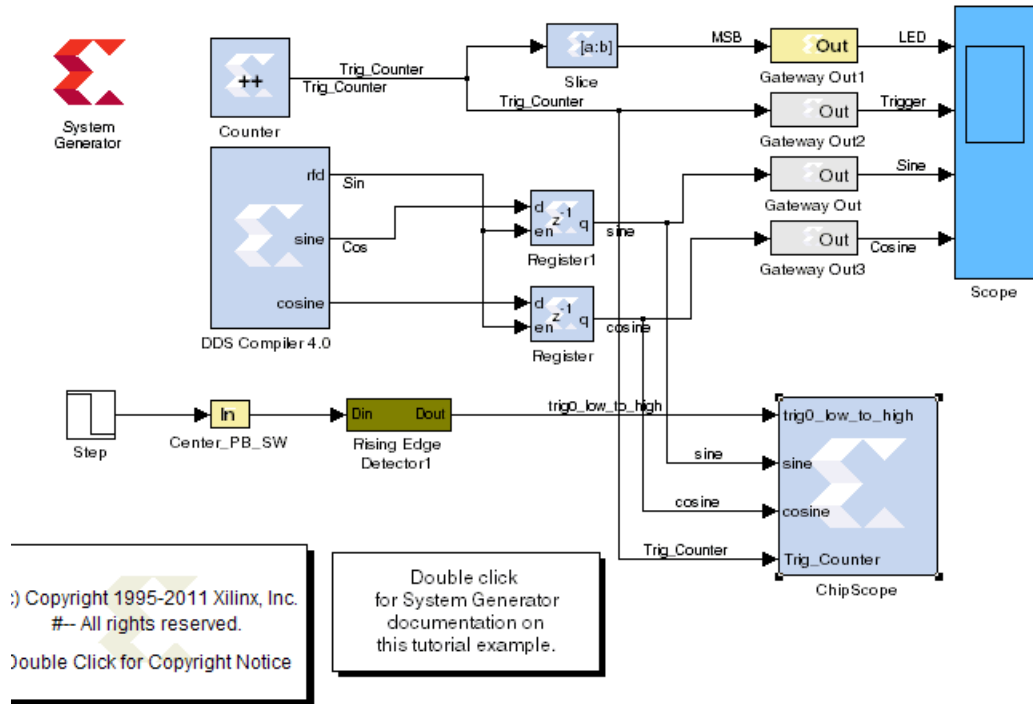 System
Generator
++
Counter
Trig_Counter
Trig_Counter
[a:b]
Slice
MSB
Out
Gateway Out1
LED
Trig_Counter
Out
Gateway Out2
Trigger
Out
Gateway Out
Sine
Out
Gateway Out3
Cosine
Scope
rfd
sine
cosine
DDS Compiler 4.0
Sin
Cos
d
en
z-1
q
Register1
sine
d
en
z-1
q
Register
cosine
Step
In
Center_PB_SW
Din
Dout
Rising Edge
Detector1
trig0_low_to_high
sine
cosine
Trig_Counter
trig0_low_to_high
sine
cosine
Trig_Counter
ChipScope
) Copyright 1995-2011 Xilinx, Inc.
#-- All rights reserved.
Double Click for Copyright Notice
Double click
for System Generator
documentation on
this tutorial example.